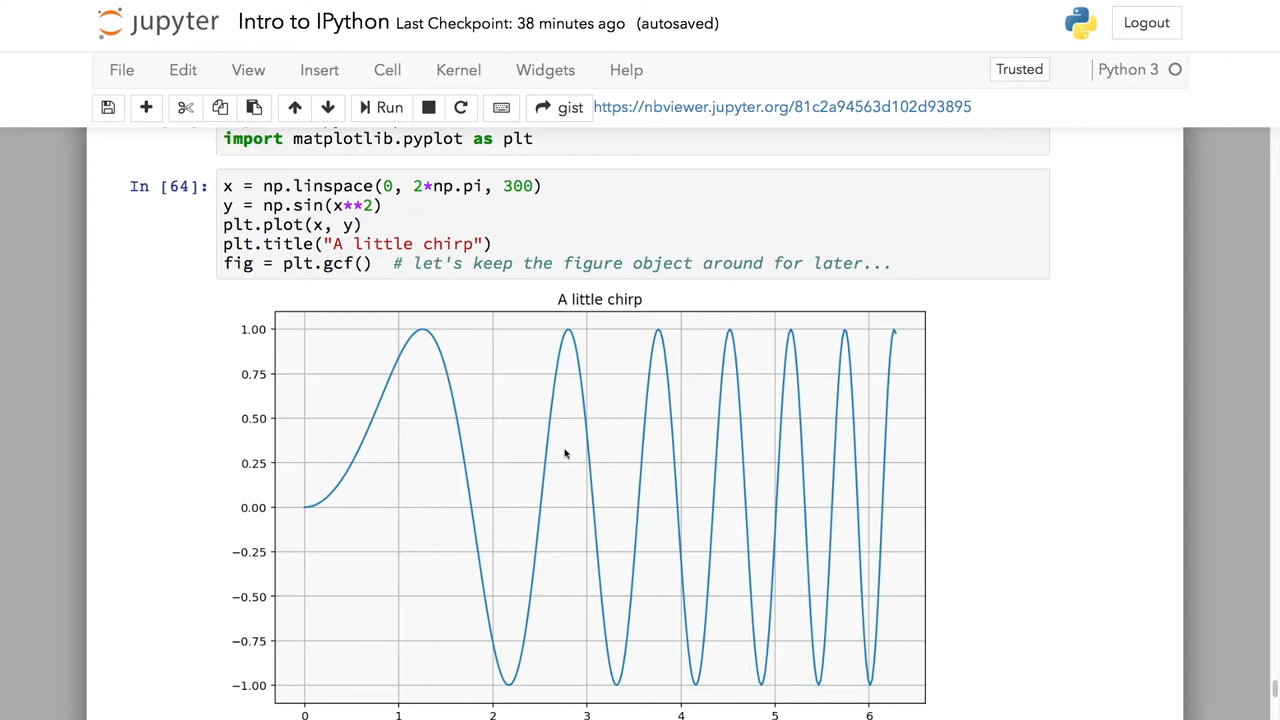 jupyter Intro to IPython Last Checkpoint: 38 minutes ago (autosaved) Logout
File Edit View Insert Cell Kernel Widgets Help Trusted Python 3
Run gist https://nbviewer.jupyter.org/81c2a94563d102d93895
import matplotlib.pyplot as plt
In [64]: x = np.linspace(0, 2*np.pi, 300)
y = np.sin(x**2)
plt.plot(x, y)
plt.title("A little chirp")
fig = plt.gcf()  # let's keep the figure object around for later...
A little chirp
1.00
0.75
0.50
0.25
0.00
−0.25
−0.50
−0.75
−1.00
0 1 2 3 4 5 6